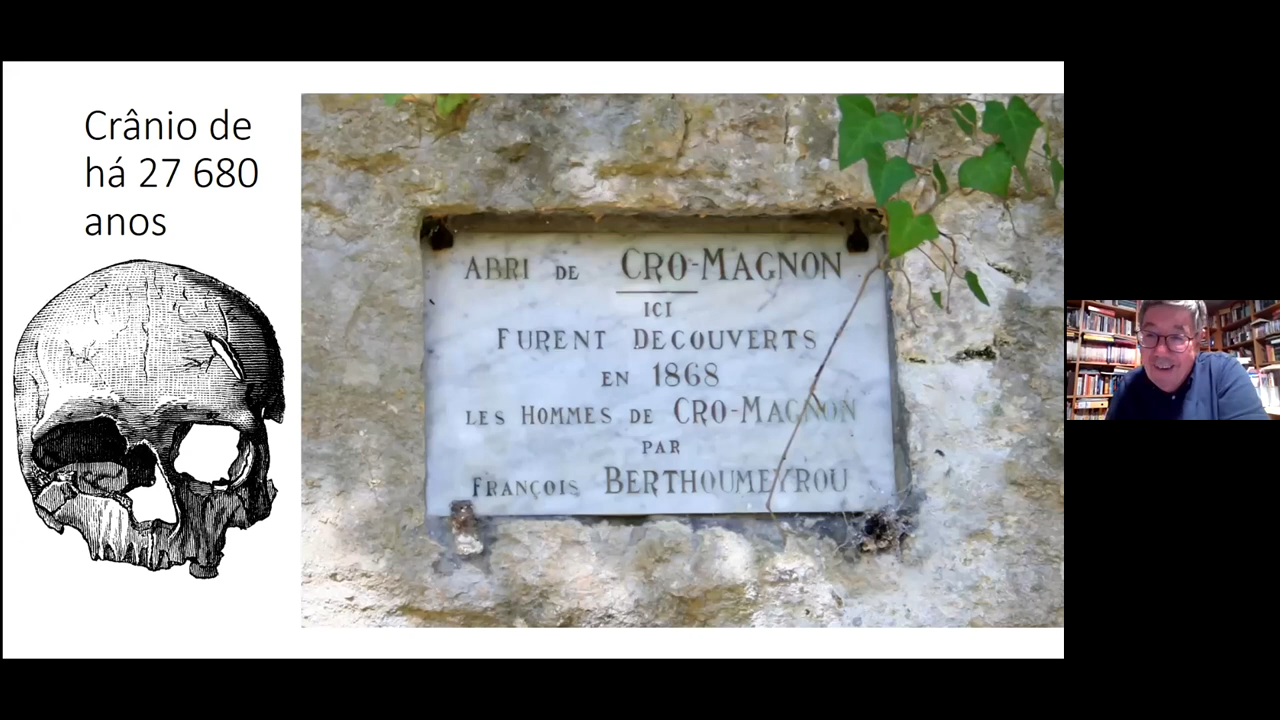 Crânio de
há 27 680
anos
ABRI DE CRO-MAGNON
ICI
FURENT DECOUVERTS
EN 1868
LES HOMMES DE CRO-MAGNON
PAR
FRANÇOIS BERTHOUMEYROU